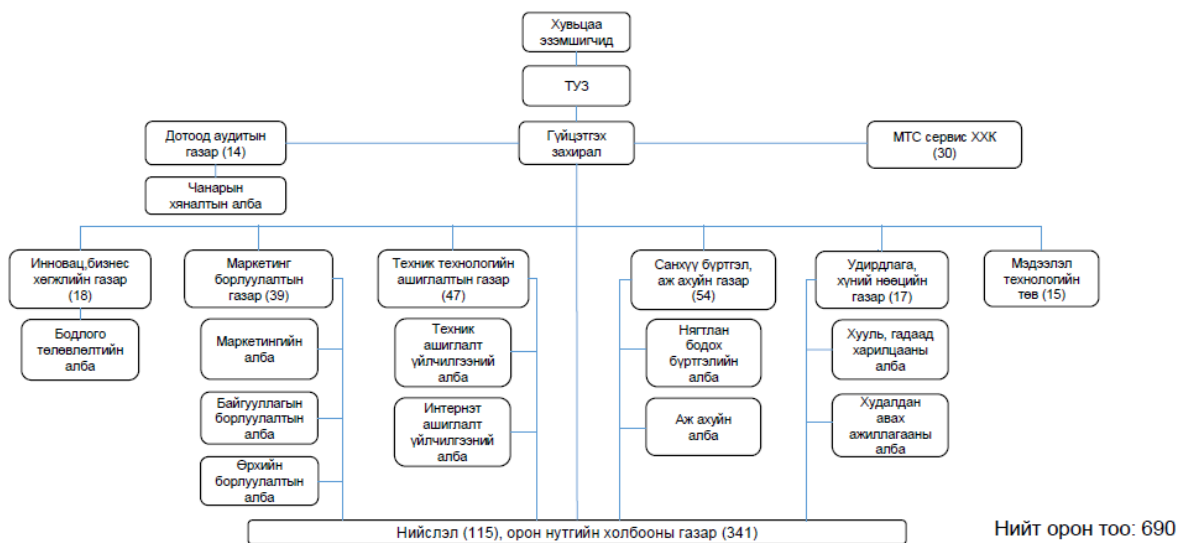 Хувьцаа
эзэмшигчид
ТУЗ
Дотоод аудитын
газар (14)
Гүйцэтгэх
захирал
МТС сервис ХХК
(30)
Чанарын
хяналтын алба
Инновац,бизнес
хөгжлийн газар
(18)
Маркетинг
борлуулалтын
газар (39)
Техник технологийн
ашиглалтын газар
(47)
Санхүү бүртгэл,
аж ахуйн газар
(54)
Удирдлага,
хүний нөөцийн
газар (17)
Мэдээлэл
технологийн
төв (15)
Бодлого
төлөвлөлтийн
алба
Маркетингийн
алба
Техник
ашиглалт
үйлчилгээний
алба
Нягтлан
бодох
бүртгэлийн
алба
Хууль, гадаад
харилцааны
алба
Байгууллагын
борлуулалтын
алба
Интернэт
ашиглалт
үйлчилгээний
алба
Аж ахуйн
алба
Худалдан
авах
ажиллагааны
алба
Өрхийн
борлуулалтын
алба
Нийслэл (115), орон нутгийн холбооны газар (341)
Нийт орон тоо: 690